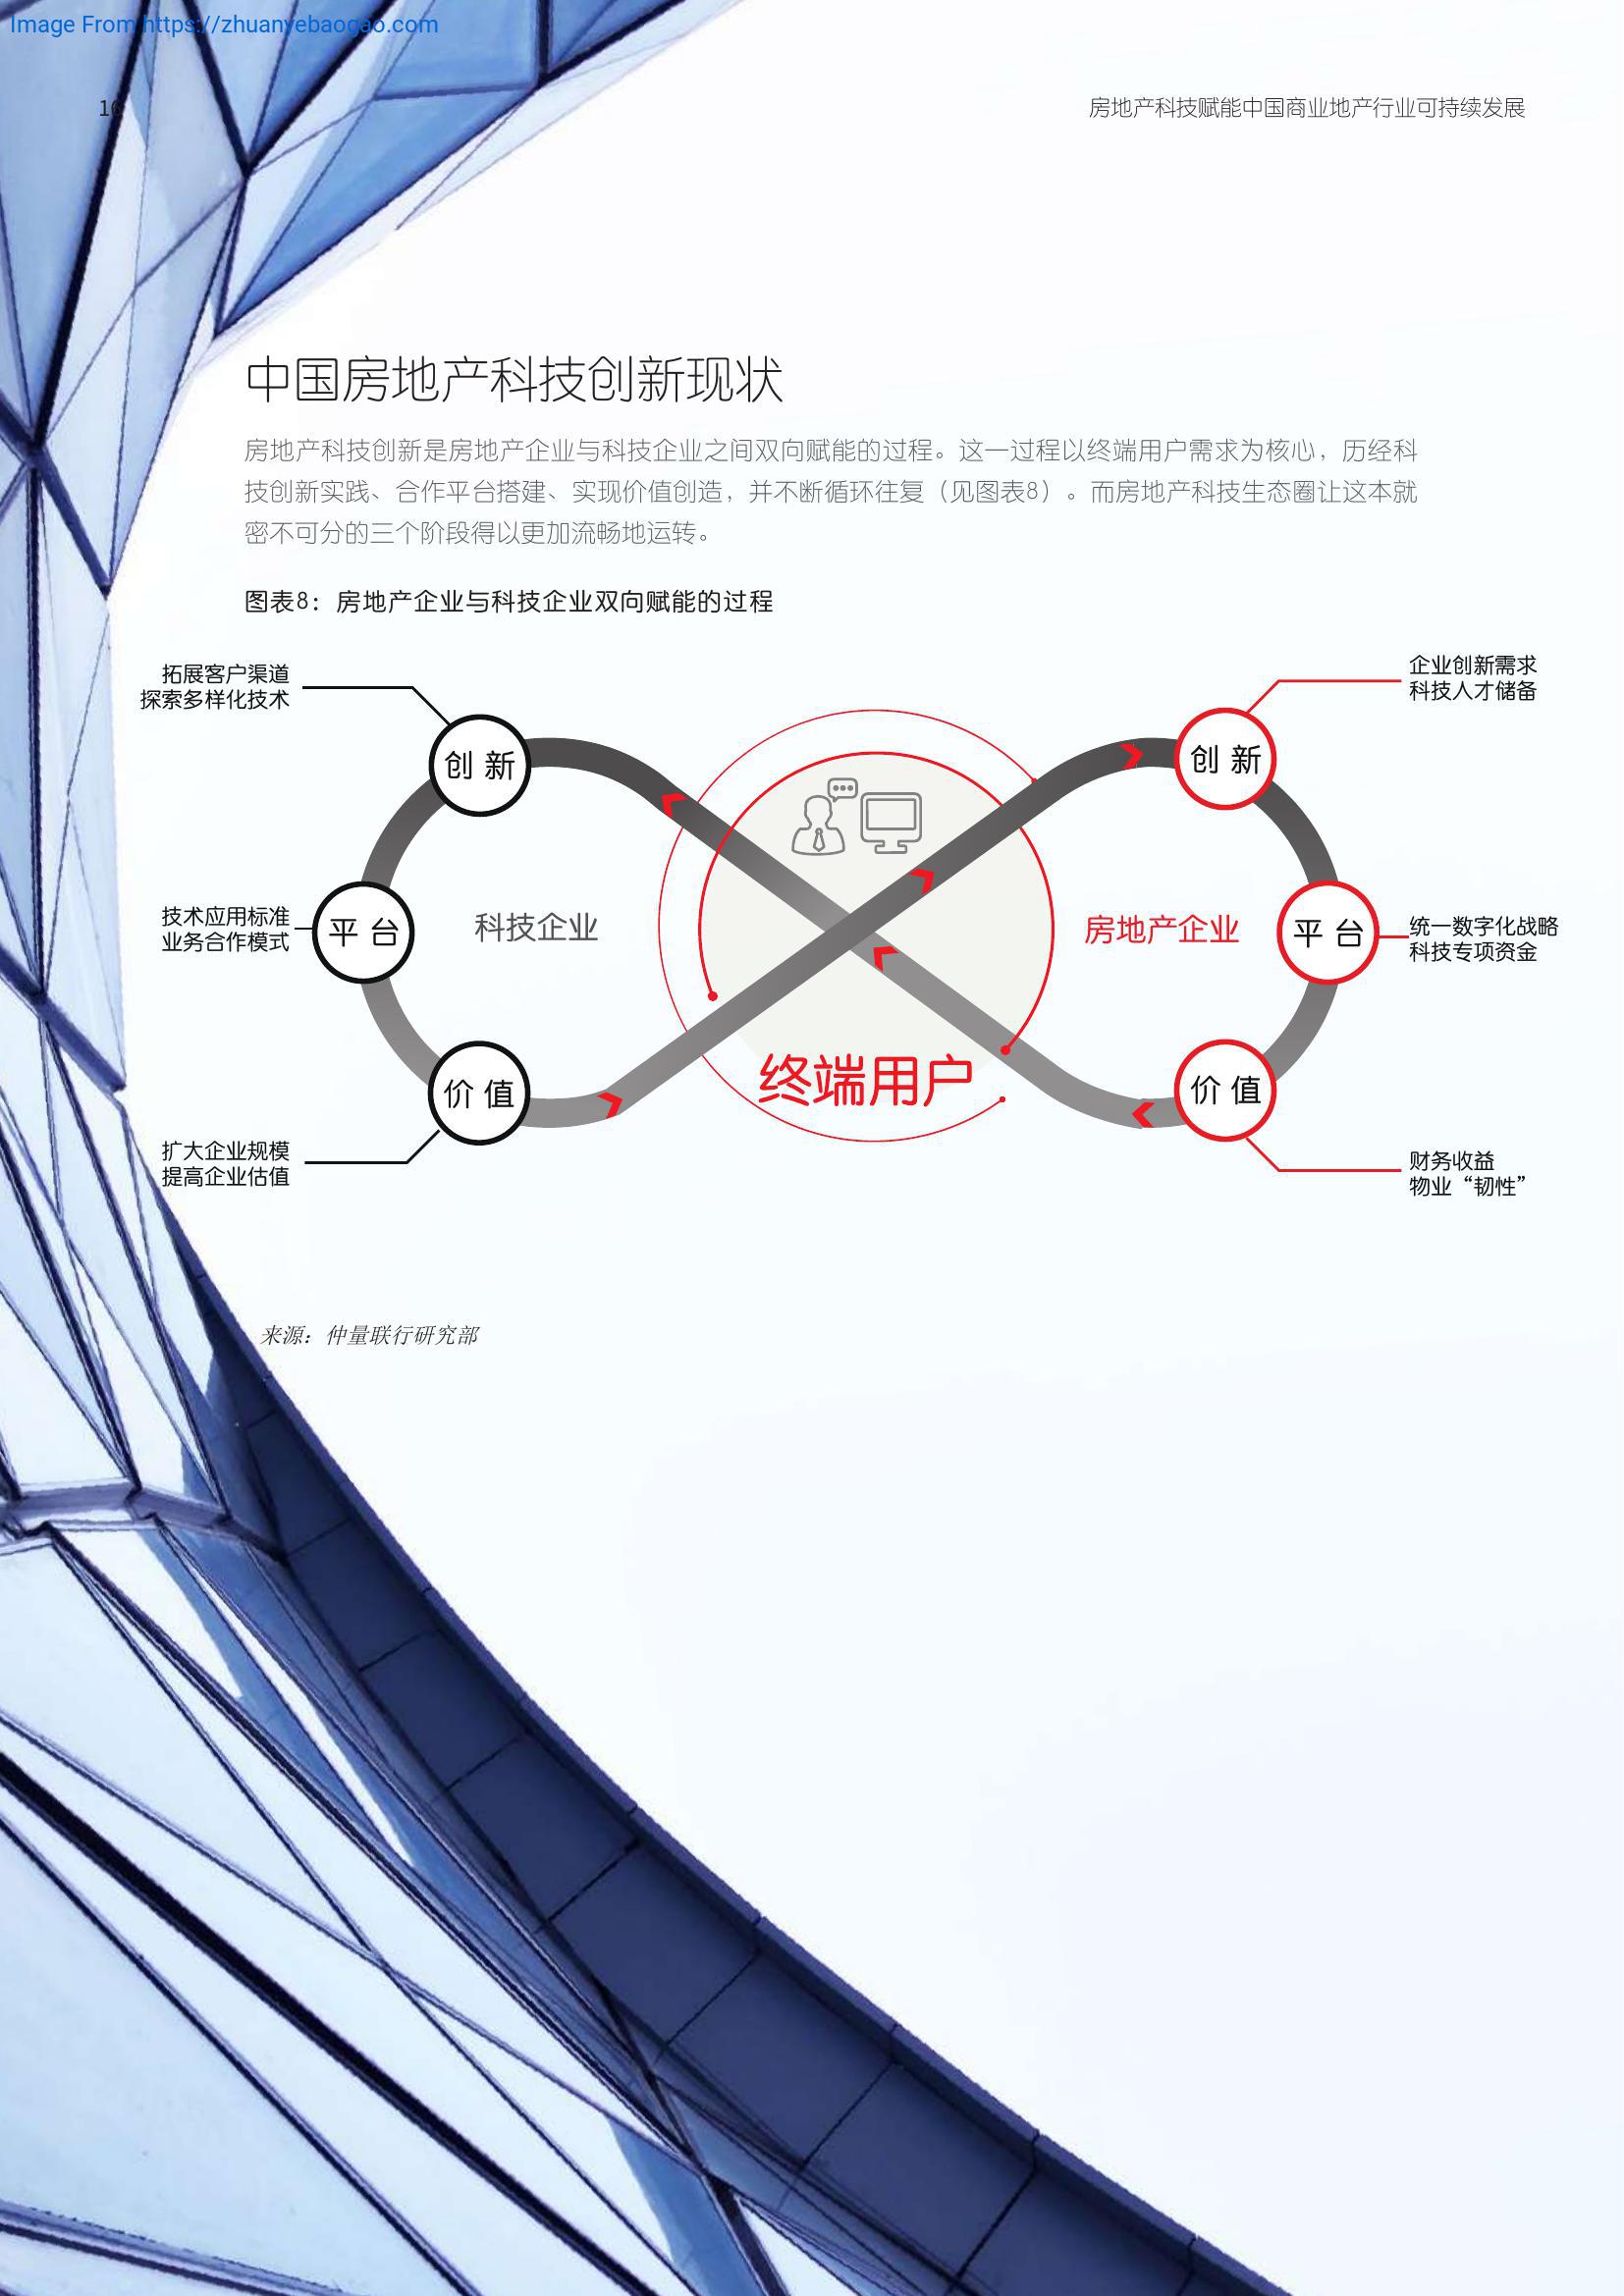 Image From https://zhuanyebaogao.com
房地产科技赋能中国商业地产行业可持续发展
中国房地产科技创新现状
房地产科技创新是房地产企业与科技企业之间双向赋能的过程。这一过程以终端用户需求为核心，历经科
技创新实践、合作平台搭建、实现价值创造，并不断循环往复（见图表8）。而房地产科技生态圈让这本就
密不可分的三个阶段得以更加流畅地运转。
图表8：房地产企业与科技企业双向赋能的过程
拓展客户渠道
探索多样化技术
创新
技术应用标准
业务合作模式
平台
科技企业
扩大企业规模
提高企业估值
价值
终端用户
企业创新需求
科技人才储备
创新
房地产企业
平台
统一数字化战略
科技专项资金
价值
财务收益
物业“韧性”
来源：仲量联行研究部